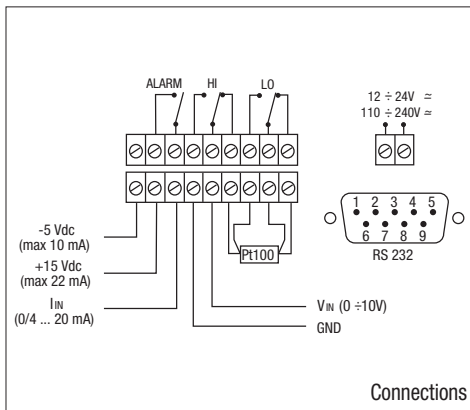 ALARM HI LO
12 ÷ 24V ≃
110 ÷ 240V ≃
1 2 3 4 5
6 7 8 9
RS 232
-5 Vdc
(max 10 mA)
+15 Vdc
(max 22 mA)
IIN
(0/4 ... 20 mA)
Pt100
VIN (0 ÷10V)
GND
Connections